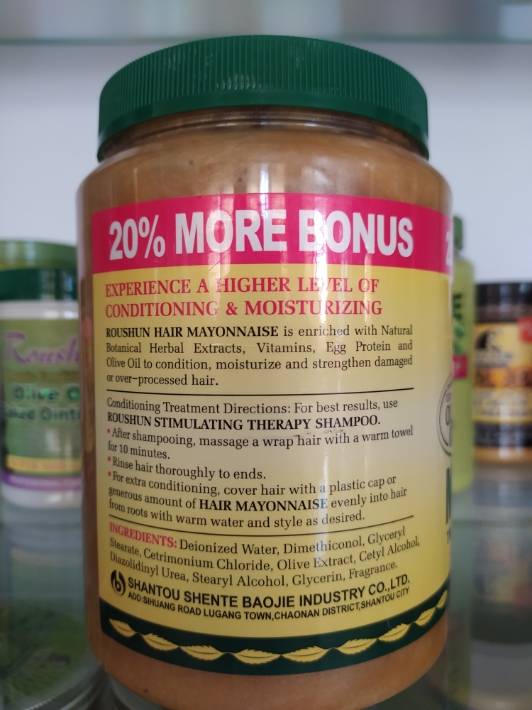 20% MORE BONUS
EXPERIENCE A HIGHER LEVEL OF
CONDITIONING & MOISTURIZING
ROUSHUN HAIR MAYONNAISE is enriched with Natural
Botanical Herbal Extracts, Vitamins, Egg Protein and
Olive Oil to condition, moisturize and strengthen damaged
or over-processed hair.
Conditioning Treatment Directions: For best results, use
ROUSHUN STIMULATING THERAPY SHAMPOO.
• After shampooing, massage a wrap hair with a warm towel
for 10 minutes.
• Rinse hair thoroughly to ends.
• For extra conditioning, cover hair with a plastic cap or
generous amount of HAIR MAYONNAISE evenly into hair
from roots with warm water and style as desired.
INGREDIENTS: Deionized Water, Dimethiconol, Glyceryl
Stearate, Cetrimonium Chloride, Olive Extract, Cetyl Alcohol,
Diazolidinyl Urea, Stearyl Alcohol, Glycerin, Fragrance.
SHANTOU SHENTE BAOJIE INDUSTRY CO.,LTD.
ADD:SIHUANG ROAD LUGANG TOWN,CHAONAN DISTRICT,SHANTOU CITY
Roush
Olive O